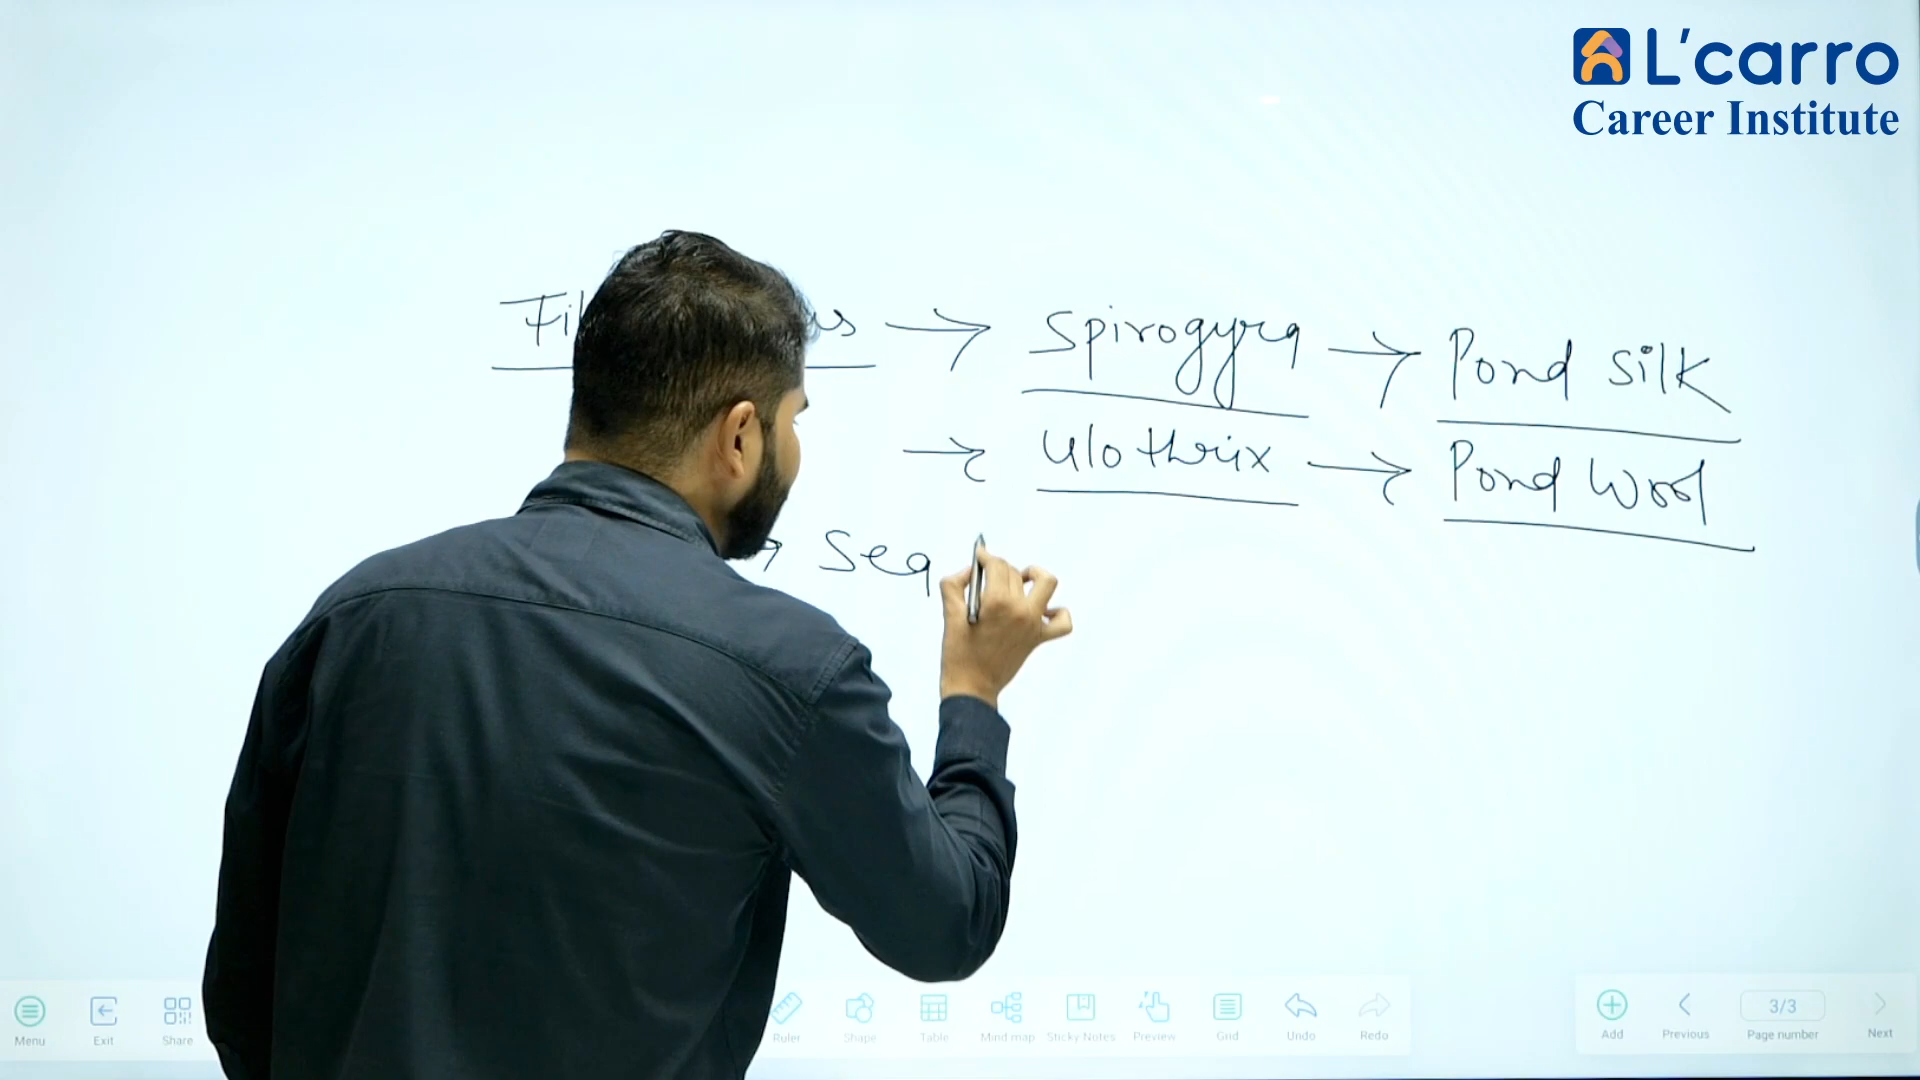 L'carro
Career Institute
→ Spirogyra → Pond Silk
→ Ulothrix → Pond Wool
→ Sea
Menu Exit Share Ruler Shape Table Mind map Sticky Notes Preview Grid Undo Redo Add Previous 3/3 Page number Next